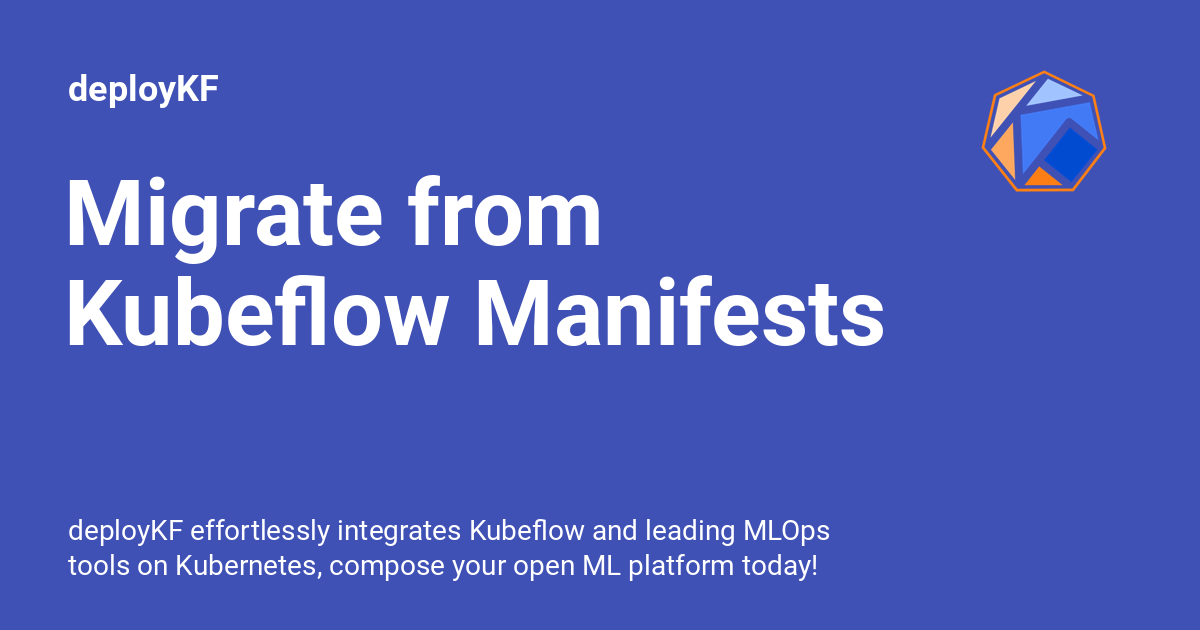 deployKF
Migrate from
Kubeflow Manifests
deployKF effortlessly integrates Kubeflow and leading MLOps
tools on Kubernetes, compose your open ML platform today!